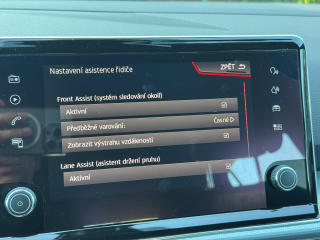 Nastavení asistence řidiče
ZPĚT
Front Assist (systém sledování okolí)
Aktivní
Předběžné varování:
Časné
Zobrazit výstrahu vzdálenosti
Lane Assist (asistent držení pruhu)
Aktivní